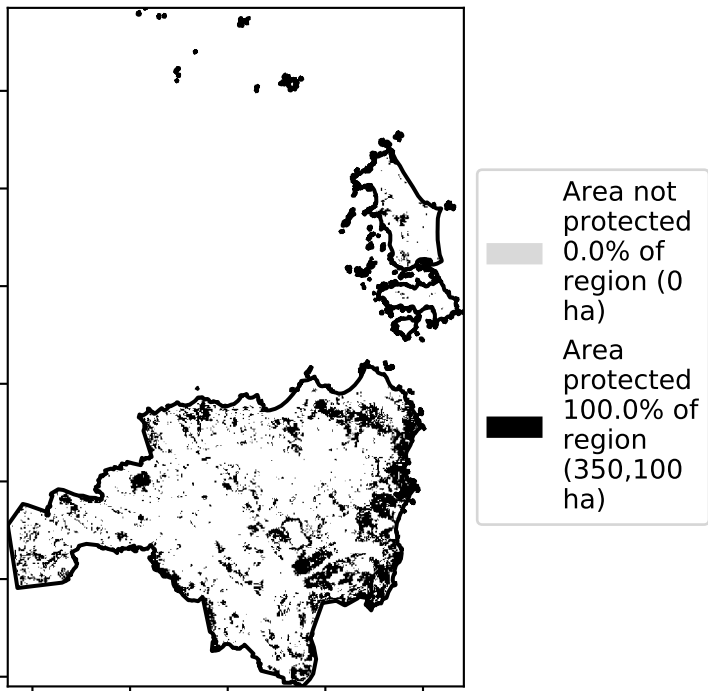 Area not
protected
0.0% of
region (0
ha)
Area
protected
100.0% of
region
(350,100
ha)